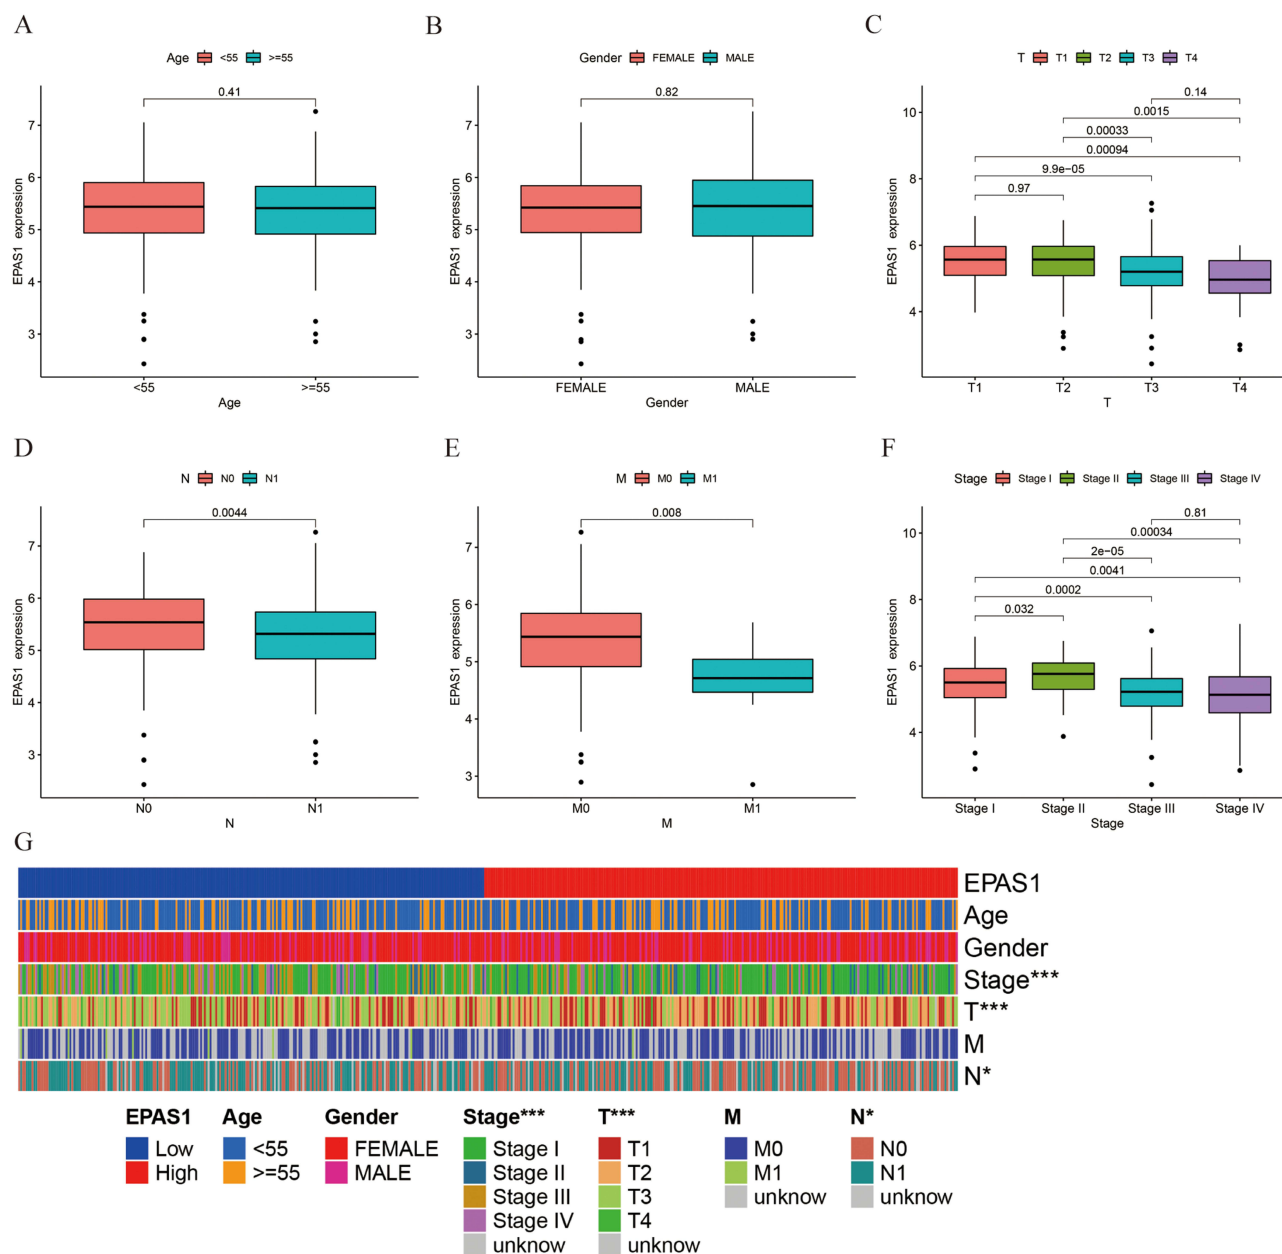 A
Age <55 >=55
0.41
7
6
5
4
3
EPAS1 expression
<55 >=55
Age
B
Gender FEMALE MALE
0.82
7
6
5
4
3
EPAS1 expression
FEMALE MALE
Gender
C
T T1 T2 T3 T4
0.14
0.0015
0.00033
0.00094
9.9e−05
0.97
10
8
6
4
EPAS1 expression
T1 T2 T3 T4
T
D
N N0 N1
0.0044
7
6
5
4
3
EPAS1 expression
N0 N1
N
E
M M0 M1
0.008
7
6
5
4
3
EPAS1 expression
M0 M1
M
F
Stage Stage I Stage II Stage III Stage IV
0.81
0.00034
2e−05
0.0041
0.0002
0.032
10
8
6
4
EPAS1 expression
Stage I Stage II Stage III Stage IV
Stage
G
EPAS1
Age
Gender
Stage***
T***
M
N*
EPAS1
Low
High
Age
<55
>=55
Gender
FEMALE
MALE
Stage***
Stage I
Stage II
Stage III
Stage IV
unknow
T***
T1
T2
T3
T4
unknow
M
M0
M1
unknow
N*
N0
N1
unknow